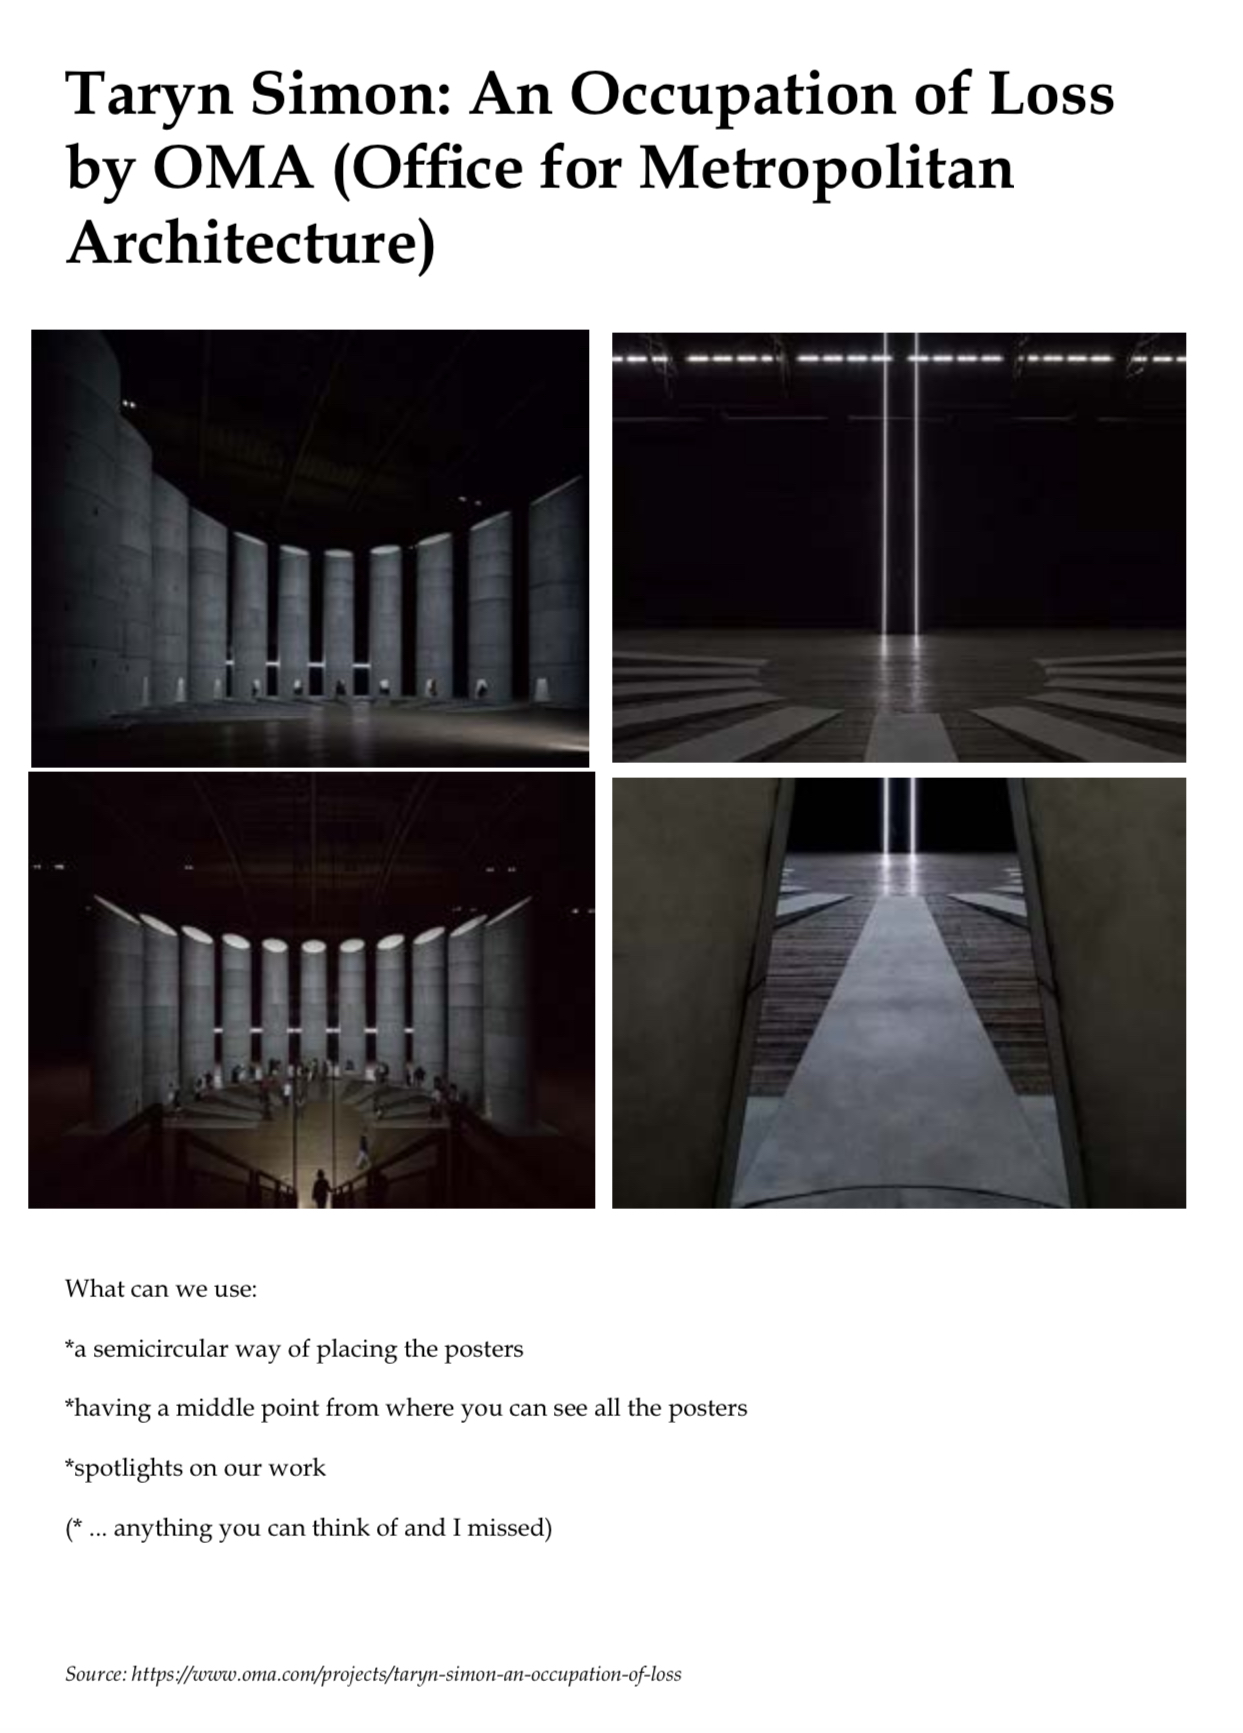 Taryn Simon: An Occupation of Loss
by OMA (Office for Metropolitan
Architecture)
What can we use:
*a semicircular way of placing the posters
*having a middle point from where you can see all the posters
*spotlights on our work
(* ... anything you can think of and I missed)
Source: https://www.oma.com/projects/taryn-simon-an-occupation-of-loss